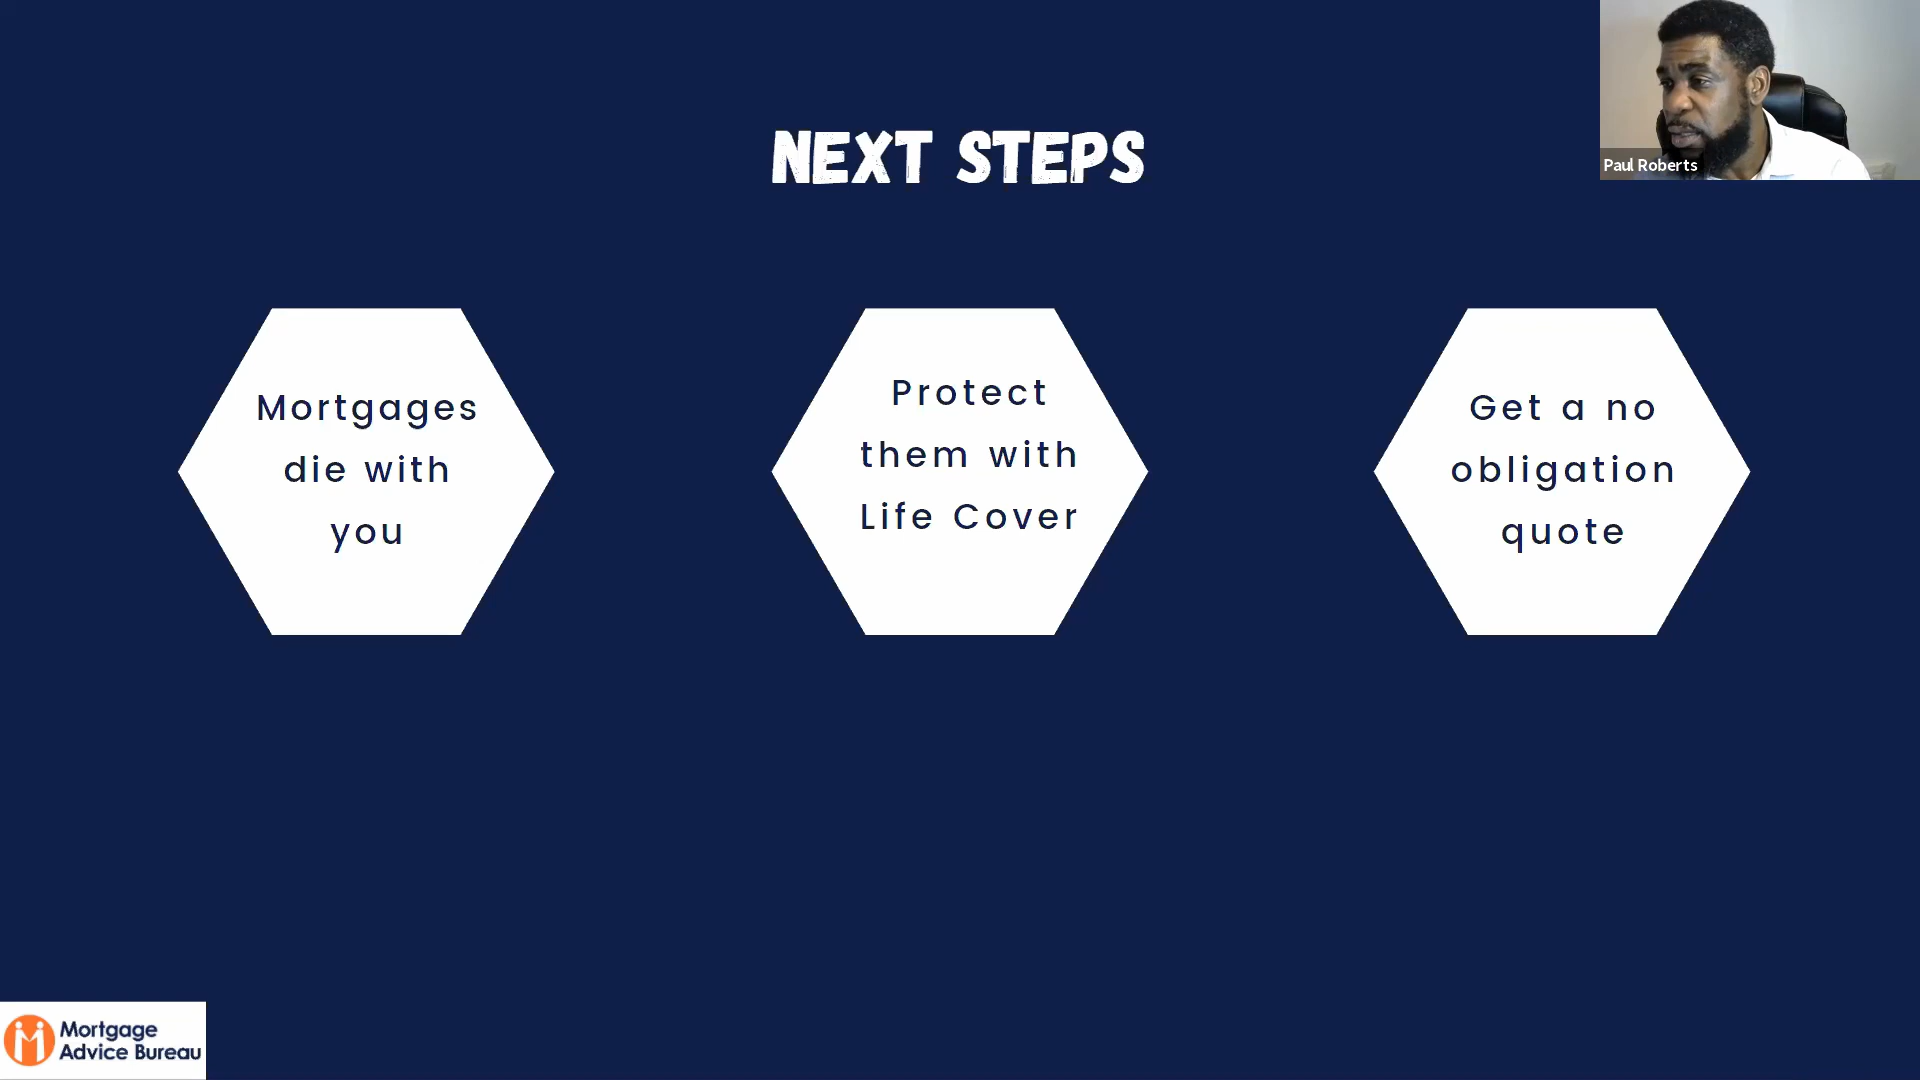 NEXT STEPS
Paul Roberts
Mortgages
die with
you
Protect
them with
Life Cover
Get a no
obligation
quote
Mortgage
Advice Bureau